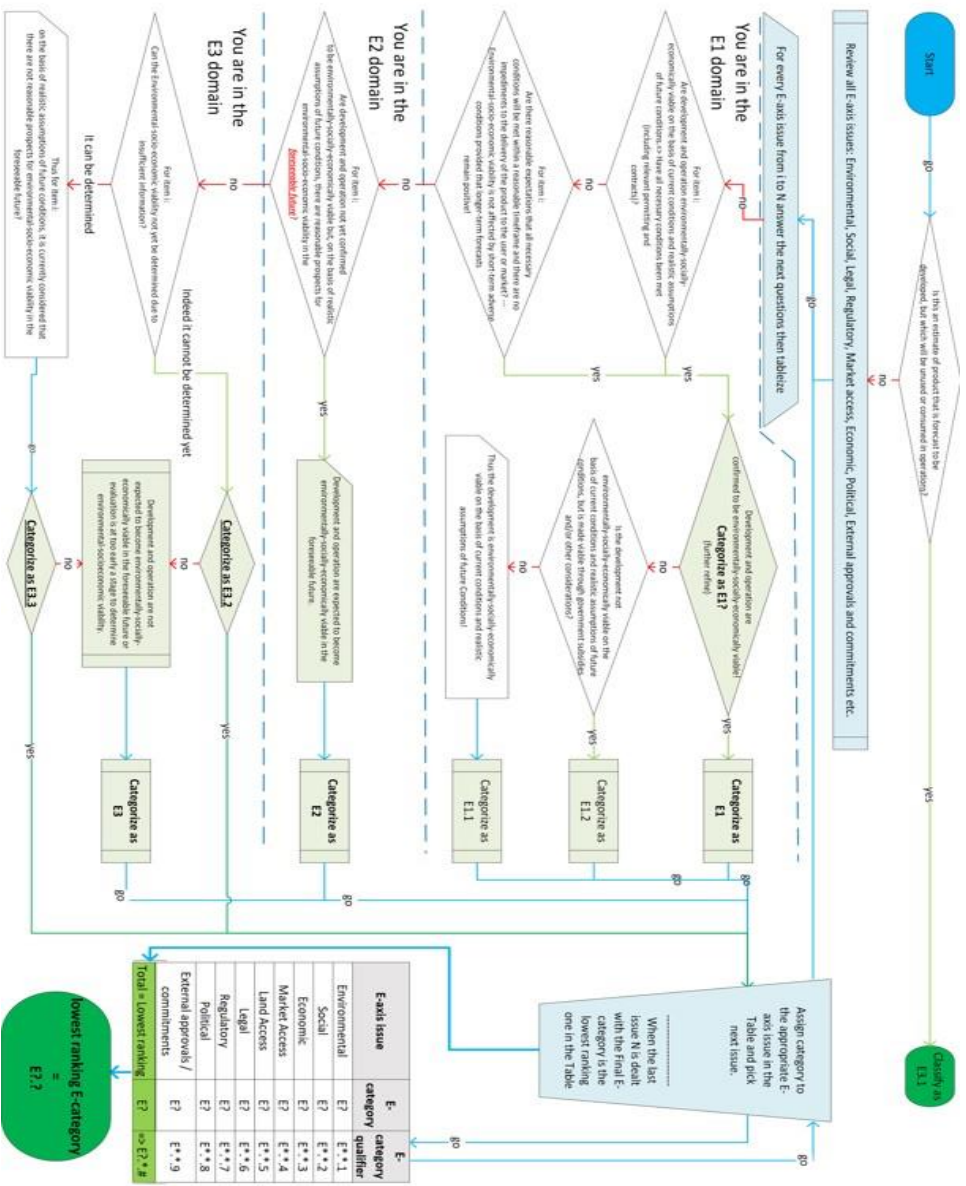 Start
go
Is this an estimate of product that is forecast to be
developed, but which will be unused or consumed in operations?
yes
Classify as
E3.1
no
Review all E-axis issues: Environmental, Social, Legal, Regulatory, Market access, Economic, Political, External approvals and commitments etc.
go
For every E-axis issue from i to N answer the next questions then tableize
You are in the
E1 domain
no
For item i:
Are development and operation environmentally-socially-
economically viable on the basis of current conditions and realistic assumptions
of future conditions => have all necessary conditions been met
(including relevant permitting and
contracts)?
yes
Development and operation are
confirmed to be environmentally-socially-economically viable!
Categorize as E1?
(further refine)
yes
Categorize as
E1
go
no
no
For item i:
Are there reasonable expectations that all necessary
conditions will be met within a reasonable timeframe and there are no
impediments to the delivery of the product to the user or market? --
Environmental-socio-economic viability is not affected by short-term adverse
conditions provided that longer-term forecasts
remain positive!
yes
Is the development not
environmentally-socially-economically viable on the
basis of current conditions and realistic assumptions of future
conditions, but is made viable through government subsidies
and/or other considerations?
yes
Categorize as
E1.2
go
no
Thus the development is environmentally-socially-economically
viable on the basis of current conditions and realistic
assumptions of future Conditions!
Categorize as
E1.1
go
no
You are in the
E2 domain
For item i:
Are development and operation not yet confirmed
to be environmentally-socially-economically viable but, on the basis of realistic
assumptions of future conditions, there are reasonable prospects for
environmental-socio-economic viability in the
foreseeable future?
yes
Development and operation are expected to become
environmentally-socially-economically viable in the
foreseeable future.
Categorize as
E2
go
no
You are in the
E3 domain
For item i:
Can the Environmental-socio-economic viability not yet be determined due to
insufficient information?
Indeed it cannot be determined yet
Categorize as E3.2
yes
no
Development and operation are not
expected to become environmentally-socially-
economically viable in the foreseeable future or
evaluation is at too early a stage to determine
environmental-socioeconomic viability.
Categorize as
E3
go
no
It can be determined
Thus for item i:
on the basis of realistic assumptions of future conditions, it is currently considered that
there are not reasonable prospects for environmental-socio-economic viability in the
foreseeable future?
go
Categorize as E3.3
yes
Assign category to
the appropriate E-
axis issue in the
Table and pick
next issue.
------------------------
When the last
issue N is dealt
with the Final E-
category is the
lowest ranking
one in the Table
go
go
E-axis issue E-category E-category qualifier
Environmental E? E*.*.1
Social E? E*.*.2
Economic E? E*.*.3
Market Access E? E*.*.4
Land Access E? E*.*.5
Legal E? E*.*.6
Regulatory E? E*.*.7
Political E? E*.*.8
External approvals / commitments E? E*.*.9
Total = Lowest ranking E? => E?.*.#
lowest ranking E-category
=
E?.?